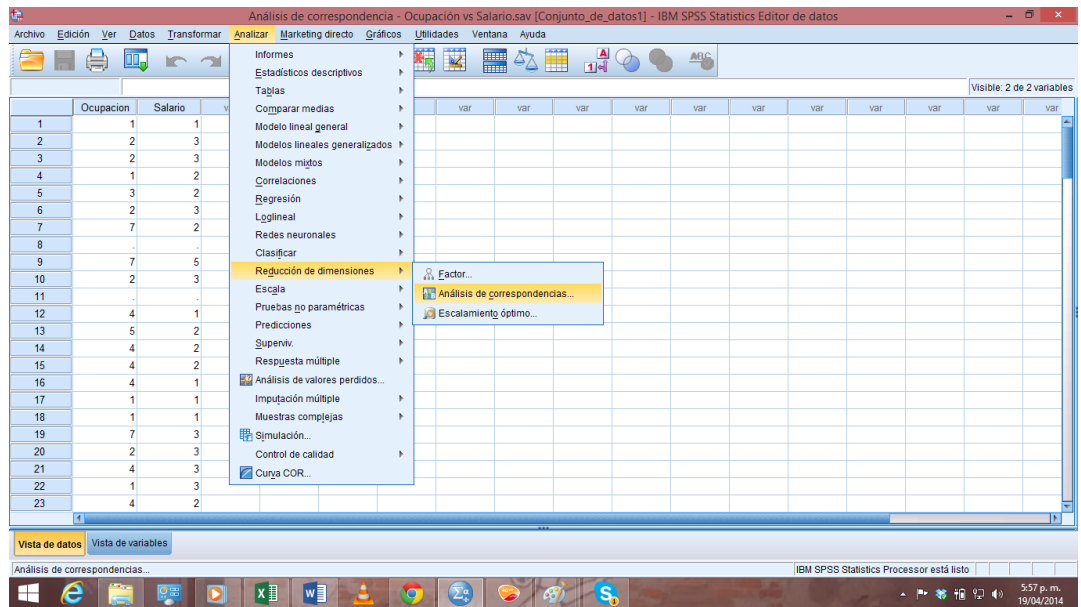 Análisis de correspondencia - Ocupación vs Salario.sav [Conjunto_de_datos1] - IBM SPSS Statistics Editor de datos
Archivo Edición Ver Datos Transformar Analizar Marketing directo Gráficos Utilidades Ventana Ayuda
Visible: 2 de 2 variables
Ocupacion Salario var var var var var var var var var var var
1 1 1
2 2 3
3 2 3
4 1 2
5 3 2
6 2 3
7 7 2
8 . .
9 7 5
10 2 3
11 . .
12 4 1
13 5 2
14 4 2
15 4 2
16 4 1
17 1 1
18 1 1
19 7 3
20 2 3
21 4 3
22 1 3
23 4 2
Informes
Estadísticos descriptivos
Tablas
Comparar medias
Modelo lineal general
Modelos lineales generalizados
Modelos mixtos
Correlaciones
Regresión
Loglineal
Redes neuronales
Clasificar
Reducción de dimensiones
Escala
Pruebas no paramétricas
Predicciones
Superviv.
Respuesta múltiple
Análisis de valores perdidos...
Imputación múltiple
Muestras complejas
Simulación...
Control de calidad
Curva COR...
Factor...
Análisis de correspondencias...
Escalamiento óptimo...
Vista de datos Vista de variables
Análisis de correspondencias... IBM SPSS Statistics Processor está listo
5:57 p. m.
19/04/2014